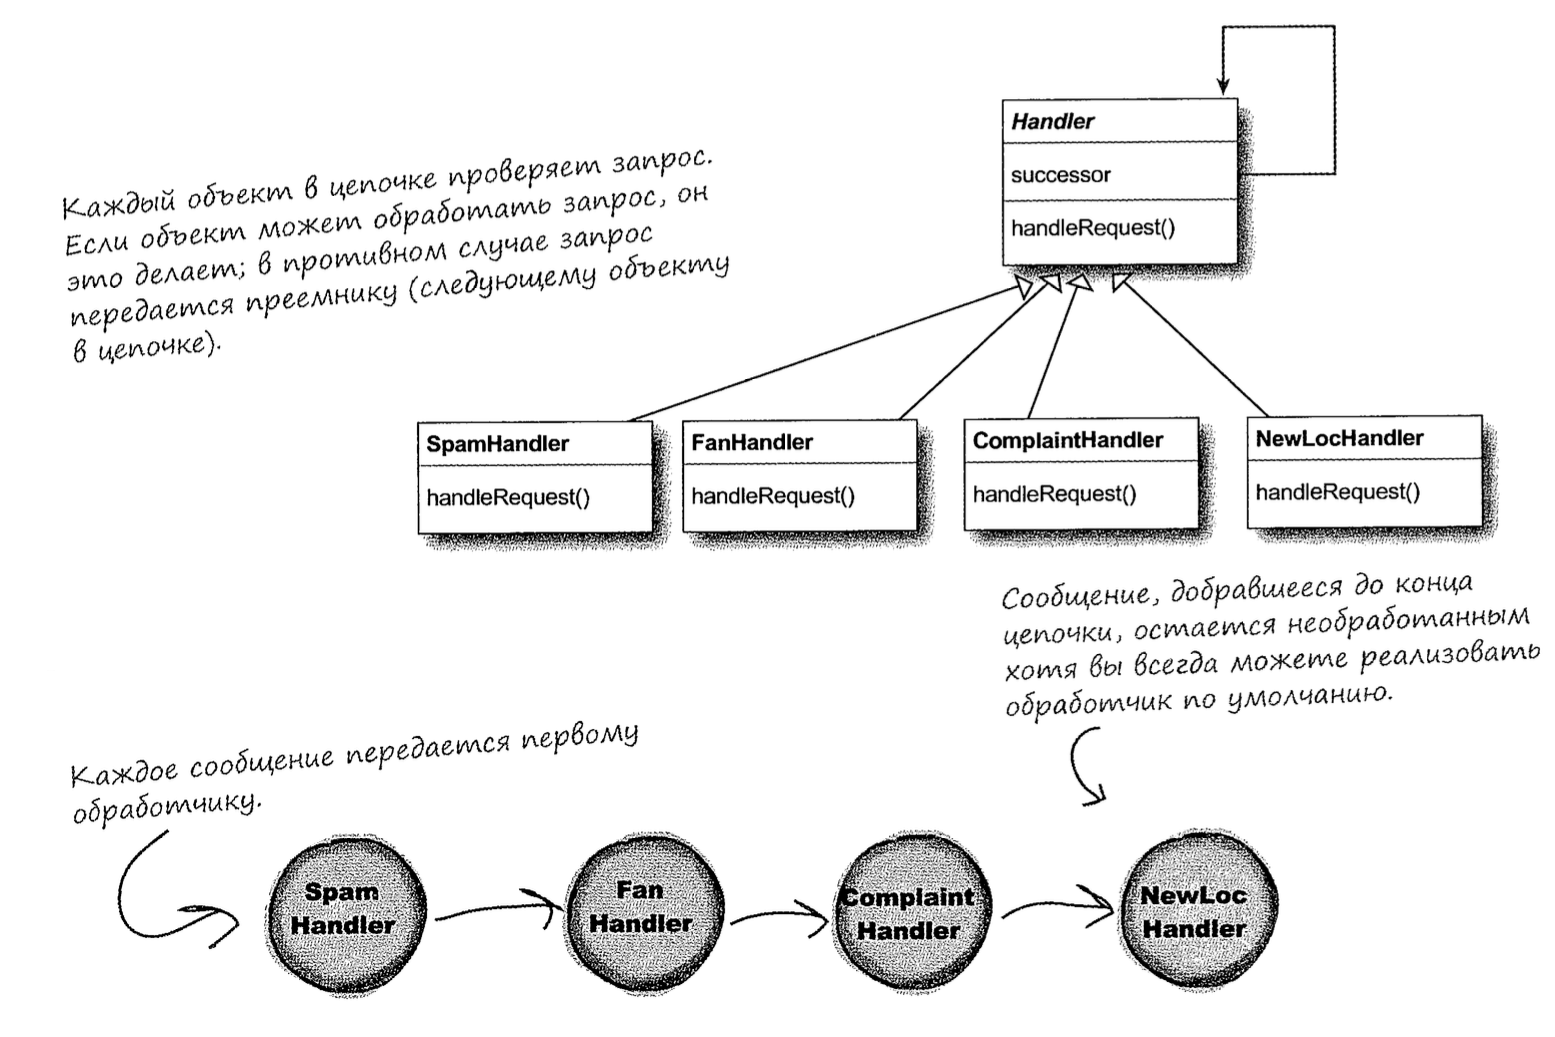 Handler
successor
handleRequest()
Каждый объект в цепочке проверяет запрос.
Если объект может обработать запрос, он
это делает; в противном случае запрос
передается преемнику (следующему объекту
в цепочке).
SpamHandler
handleRequest()
FanHandler
handleRequest()
ComplaintHandler
handleRequest()
NewLocHandler
handleRequest()
Сообщение, добравшееся до конца
цепочки, остается необработанным
хотя вы всегда можете реализовать
обработчик по умолчанию.
Каждое сообщение передается первому
обработчику.
Spam
Handler
Fan
Handler
Complaint
Handler
NewLoc
Handler